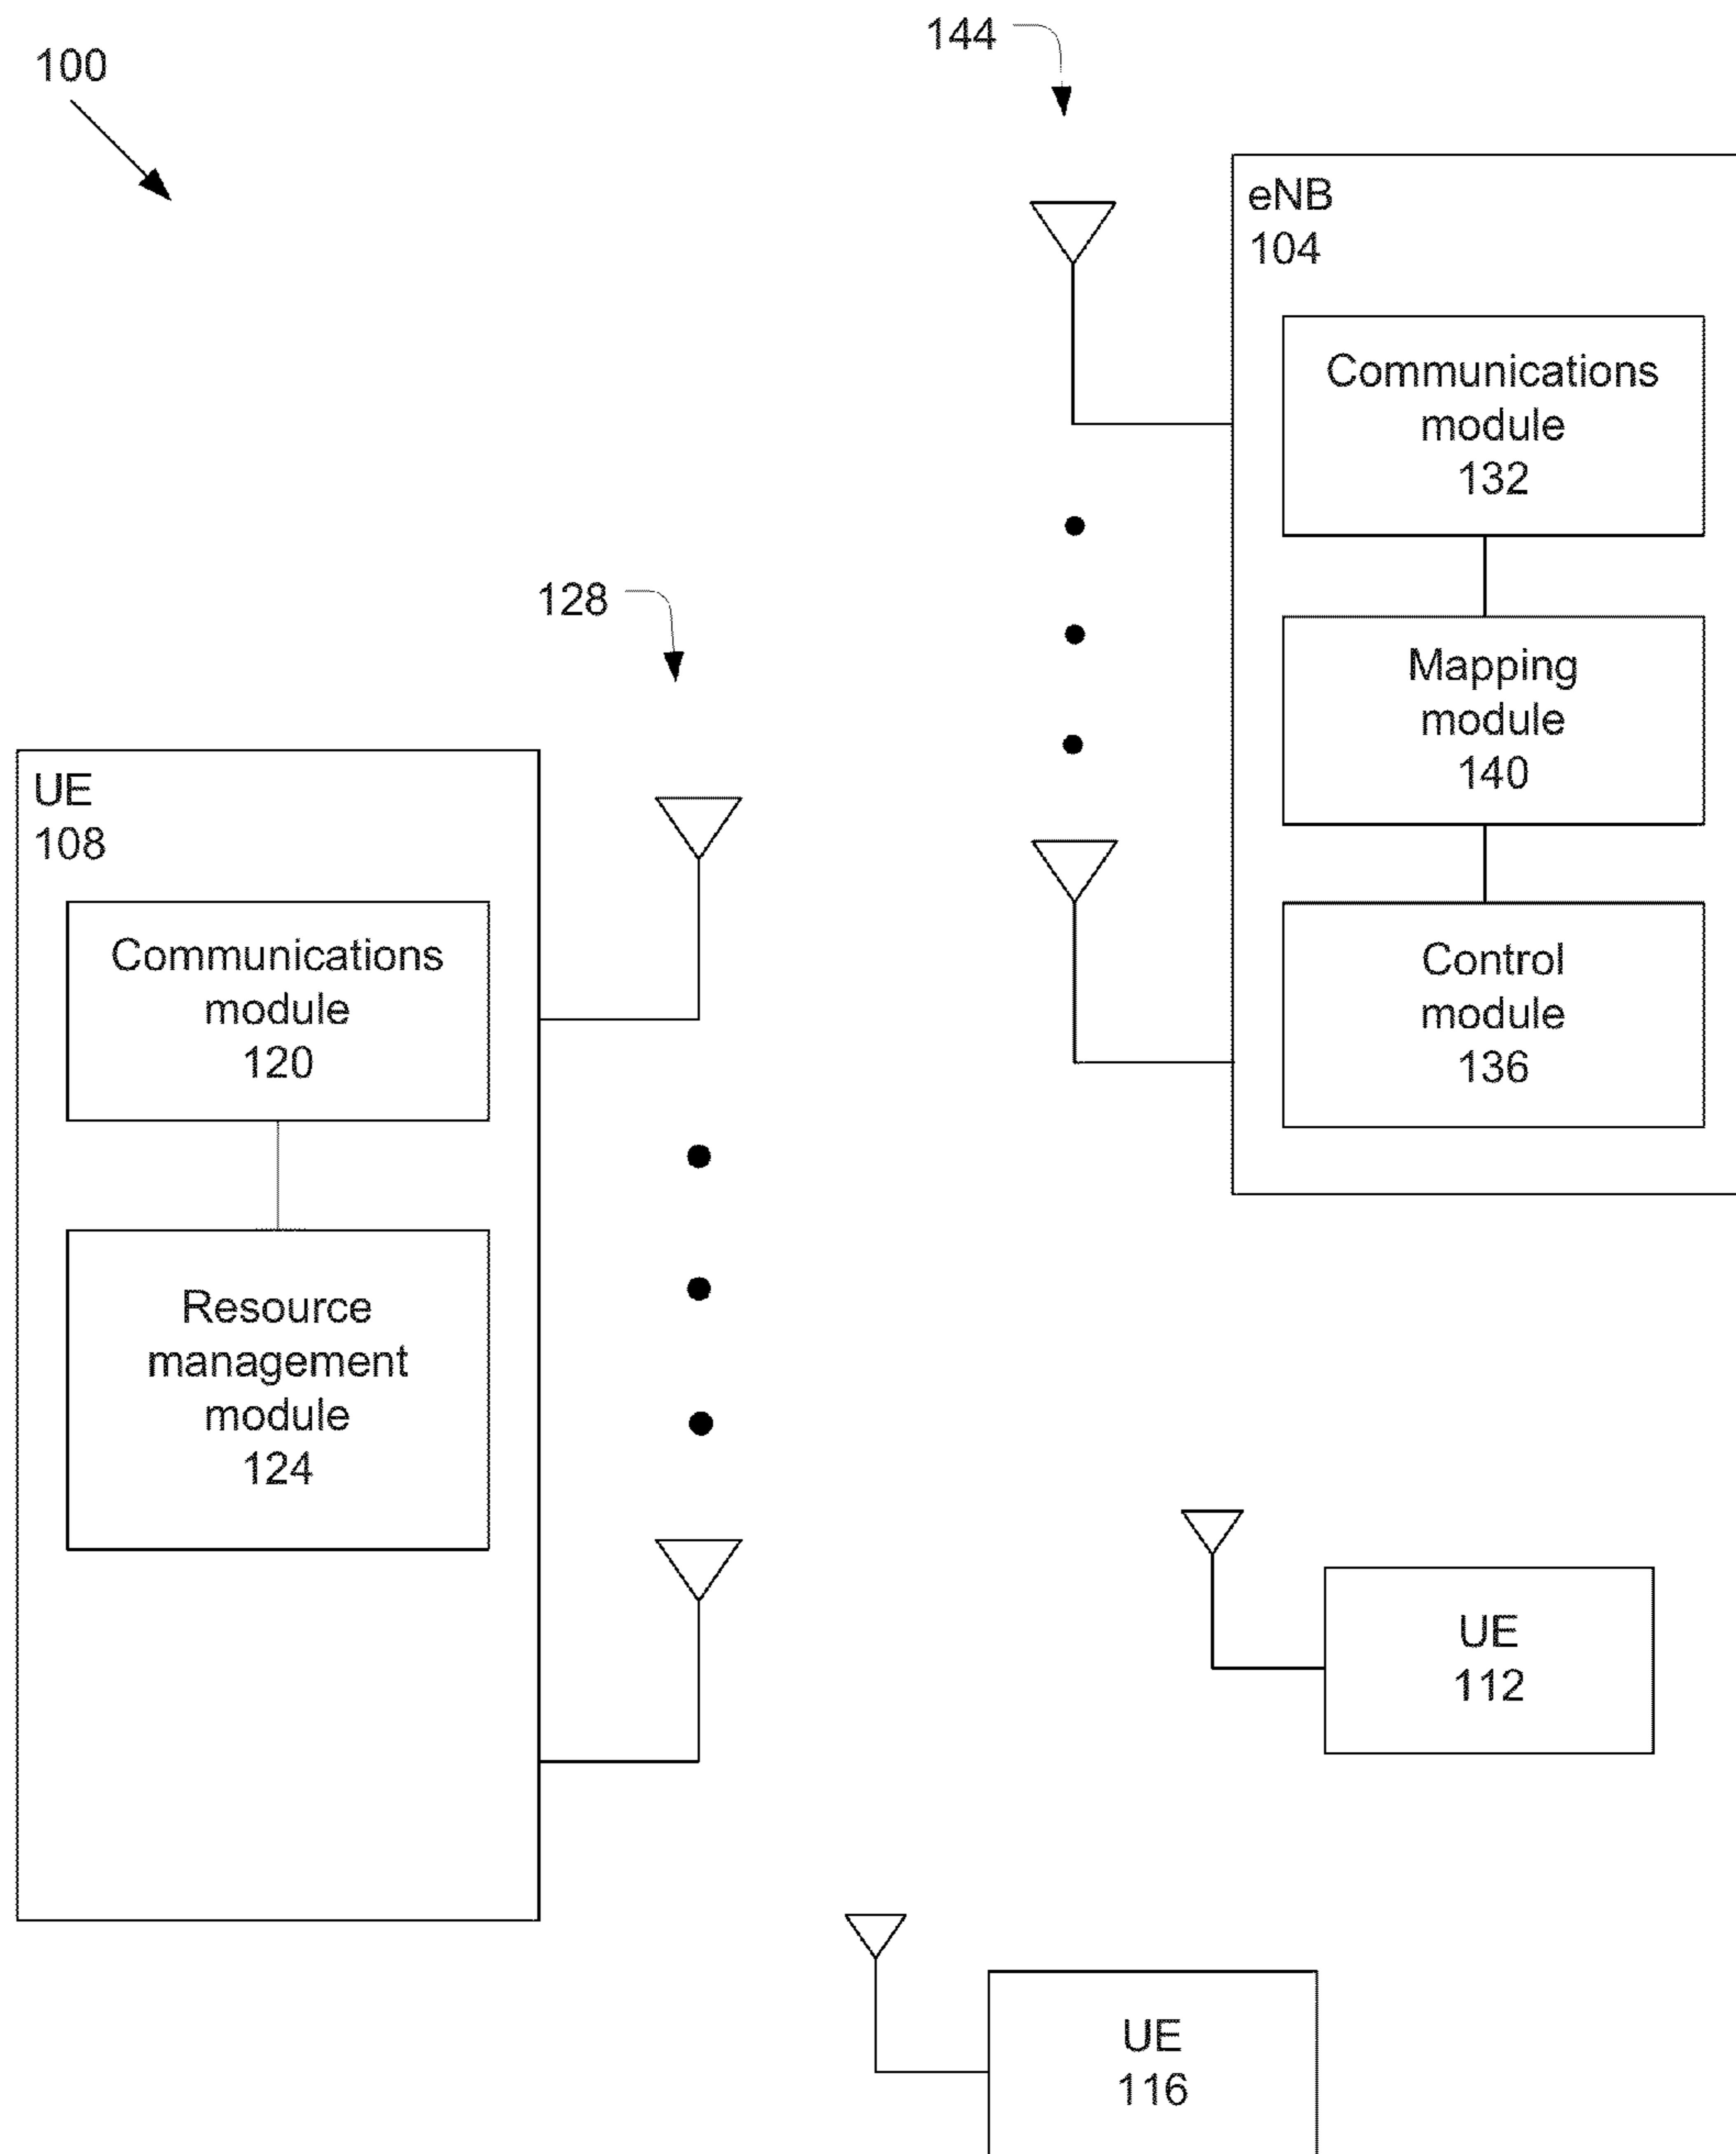 100
144
eNB
104
Communications
module
132
128
Mapping
module
140
UE
108
Communications
module
120
Control
module
136
Resource
management
module
124
UE
112
UE
116